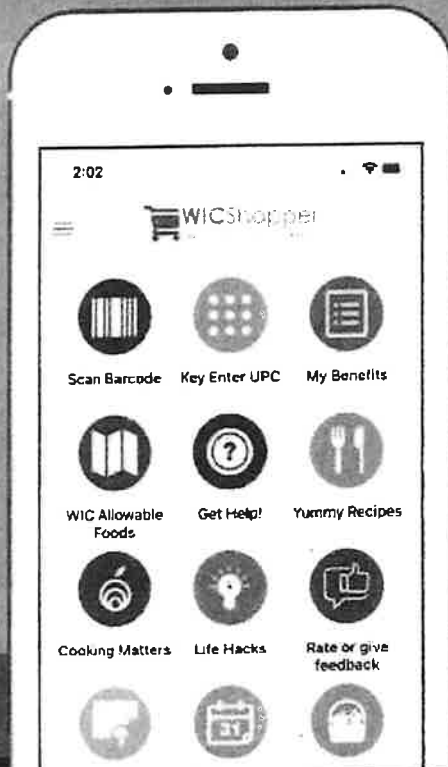 2:02
WICShopper
Scan Barcode
Key Enter UPC
My Benefits
WIC Allowable
Foods
?
Get Help!
Yummy Recipes
Cooking Matters
Life Hacks
Rate or give
feedback
31